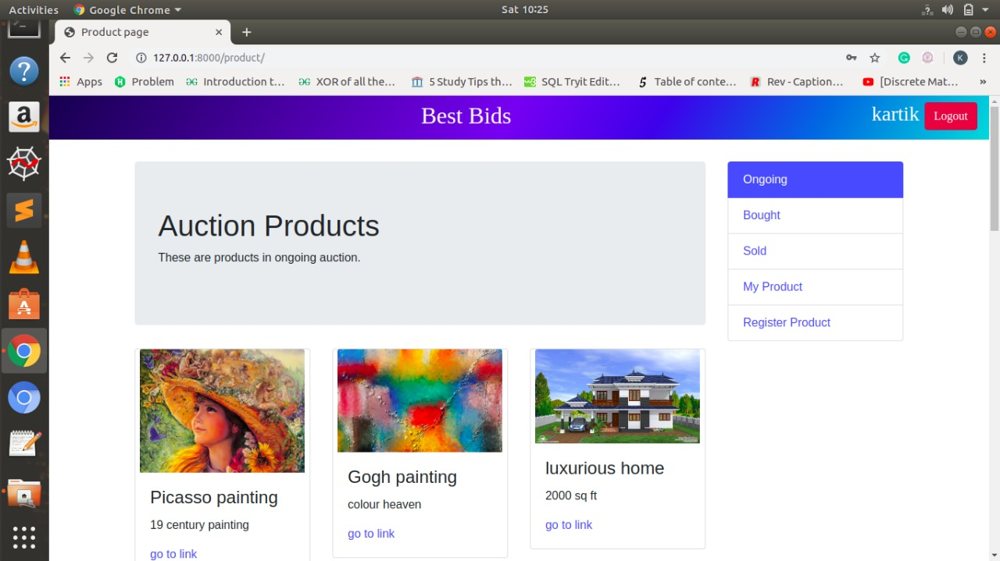 Activities Google Chrome Sat 10:25
Product page
127.0.0.1:8000/product/ K
Apps Problem Introduction t... XOR of all the... 5 Study Tips th... SQL Tryit Edit... Table of conte... Rev - Caption... [Discrete Mat... »
Best Bids kartik Logout
Auction Products
These are products in ongoing auction.
Ongoing
Bought
Sold
My Product
Register Product
Picasso painting
19 century painting
go to link
Gogh painting
colour heaven
go to link
luxurious home
2000 sq ft
go to link